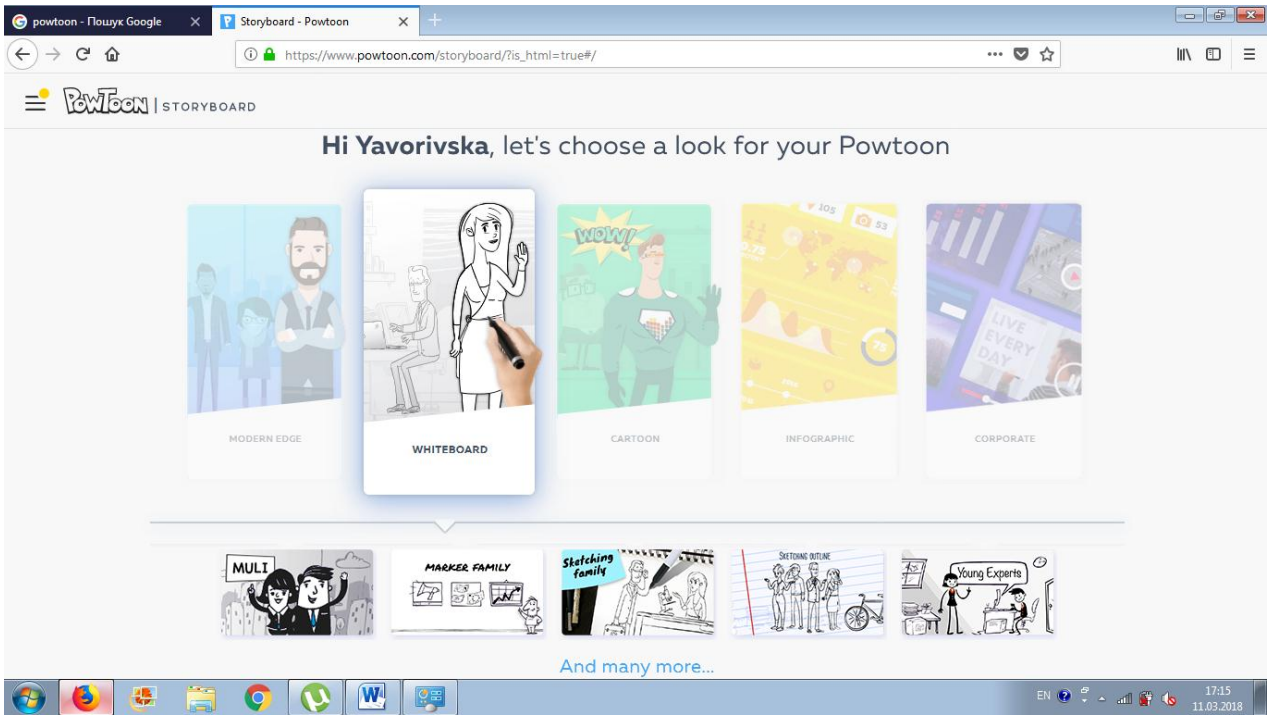 powtoon - Пошук Google
Storyboard - Powtoon
https://www.powtoon.com/storyboard/?is_html=true#/
POWTOON | STORYBOARD
Hi Yavorivska, let's choose a look for your Powtoon
WOW!
105
53
75
LIVE
EVERY
DAY
MODERN EDGE
WHITEBOARD
CARTOON
INFOGRAPHIC
CORPORATE
MULI
MARKER FAMILY
Sketching
family
SKETCHING OUTLINE
Young Experts
And many more...
EN
17:15
11.03.2018